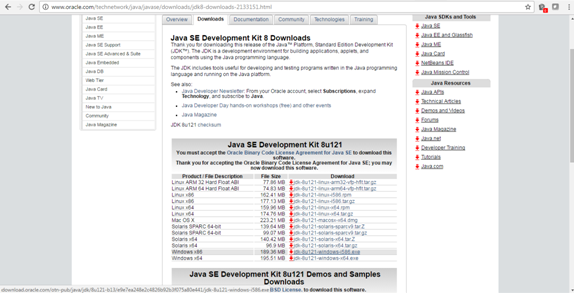 www.oracle.com/technetwork/java/javase/downloads/jdk8-downloads-2133151.html
Java SE
Java EE
Java ME
Java SE Support
Java SE Advanced & Suite
Java Embedded
Java DB
Web Tier
Java Card
Java TV
New to Java
Community
Java Magazine
Overview Downloads Documentation Community Technologies Training
Java SE Development Kit 8 Downloads
Thank you for downloading this release of the Java™ Platform, Standard Edition Development Kit
(JDK™). The JDK is a development environment for building applications, applets, and
components using the Java programming language.
The JDK includes tools useful for developing and testing programs written in the Java programming
language and running on the Java platform.
See also:
Java Developer Newsletter: From your Oracle account, select Subscriptions, expand
Technology, and subscribe to Java.
Java Developer Day hands-on workshops (free) and other events
Java Magazine
JDK 8u121 checksum
Java SE Development Kit 8u121
You must accept the Oracle Binary Code License Agreement for Java SE to download this
software.
Thank you for accepting the Oracle Binary Code License Agreement for Java SE; you may
now download this software.
Product / File Description File Size Download
Linux ARM 32 Hard Float ABI 77.86 MB jdk-8u121-linux-arm32-vfp-hflt.tar.gz
Linux ARM 64 Hard Float ABI 74.83 MB jdk-8u121-linux-arm64-vfp-hflt.tar.gz
Linux x86 162.41 MB jdk-8u121-linux-i586.rpm
Linux x86 177.13 MB jdk-8u121-linux-i586.tar.gz
Linux x64 159.96 MB jdk-8u121-linux-x64.rpm
Linux x64 174.76 MB jdk-8u121-linux-x64.tar.gz
Mac OS X 223.21 MB jdk-8u121-macosx-x64.dmg
Solaris SPARC 64-bit 139.64 MB jdk-8u121-solaris-sparcv9.tar.Z
Solaris SPARC 64-bit 99.07 MB jdk-8u121-solaris-sparcv9.tar.gz
Solaris x64 140.42 MB jdk-8u121-solaris-x64.tar.Z
Solaris x64 96.9 MB jdk-8u121-solaris-x64.tar.gz
Windows x86 189.36 MB jdk-8u121-windows-i586.exe
Windows x64 195.51 MB jdk-8u121-windows-x64.exe
Java SE Development Kit 8u121 Demos and Samples
Downloads
BSD License. to download this software.
Java SDKs and Tools
Java SE
Java EE and Glassfish
Java ME
Java Card
NetBeans IDE
Java Mission Control
Java Resources
Java APIs
Technical Articles
Demos and Videos
Forums
Java Magazine
Java.net
Developer Training
Tutorials
Java.com